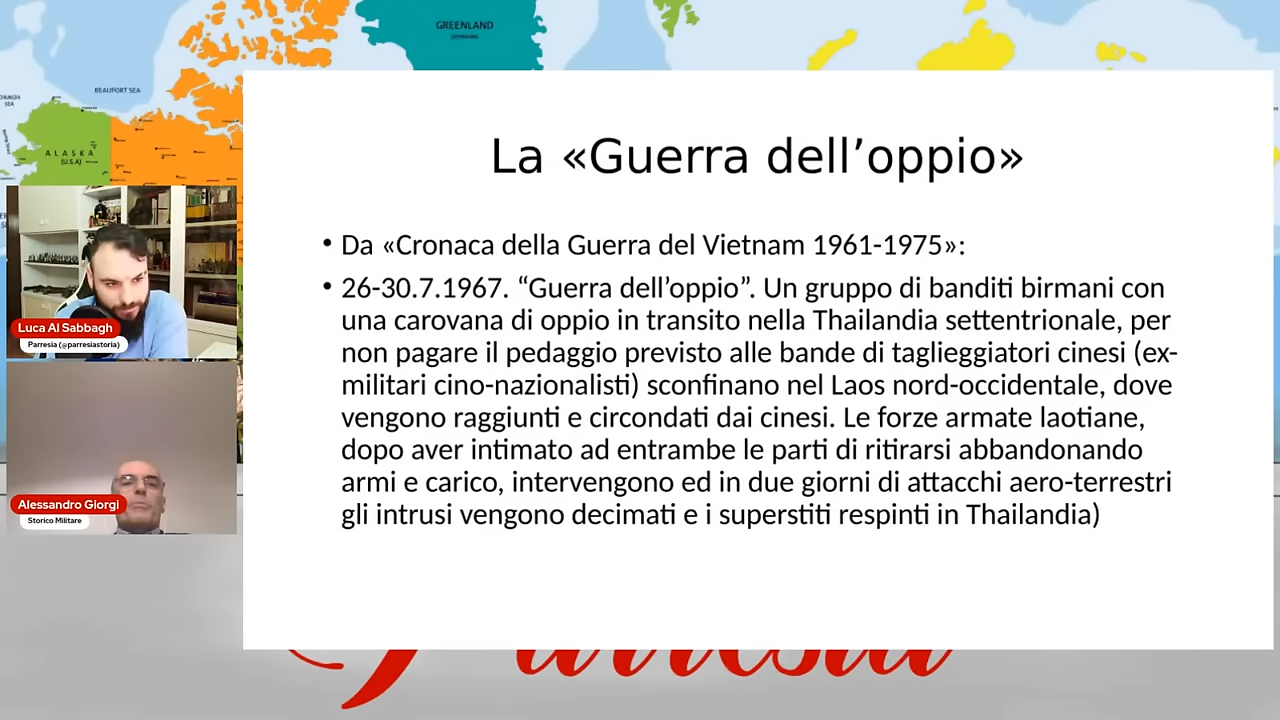 GREENLAND
BEAUFORT SEA
ALASKA
(U.S.A)
La «Guerra dell’oppio»
• Da «Cronaca della Guerra del Vietnam 1961-1975»:
• 26-30.7.1967. “Guerra dell’oppio”. Un gruppo di banditi birmani con
una carovana di oppio in transito nella Thailandia settentrionale, per
non pagare il pedaggio previsto alle bande di taglieggiatori cinesi (ex-
militari cino-nazionalisti) sconfinano nel Laos nord-occidentale, dove
vengono raggiunti e circondati dai cinesi. Le forze armate laotiane,
dopo aver intimato ad entrambe le parti di ritirarsi abbandonando
armi e carico, intervengono ed in due giorni di attacchi aero-terrestri
gli intrusi vengono decimati e i superstiti respinti in Thailandia)
Luca Al Sabbagh
Parresia (@parresiastoria)
Alessandro Giorgi
Storico Militare